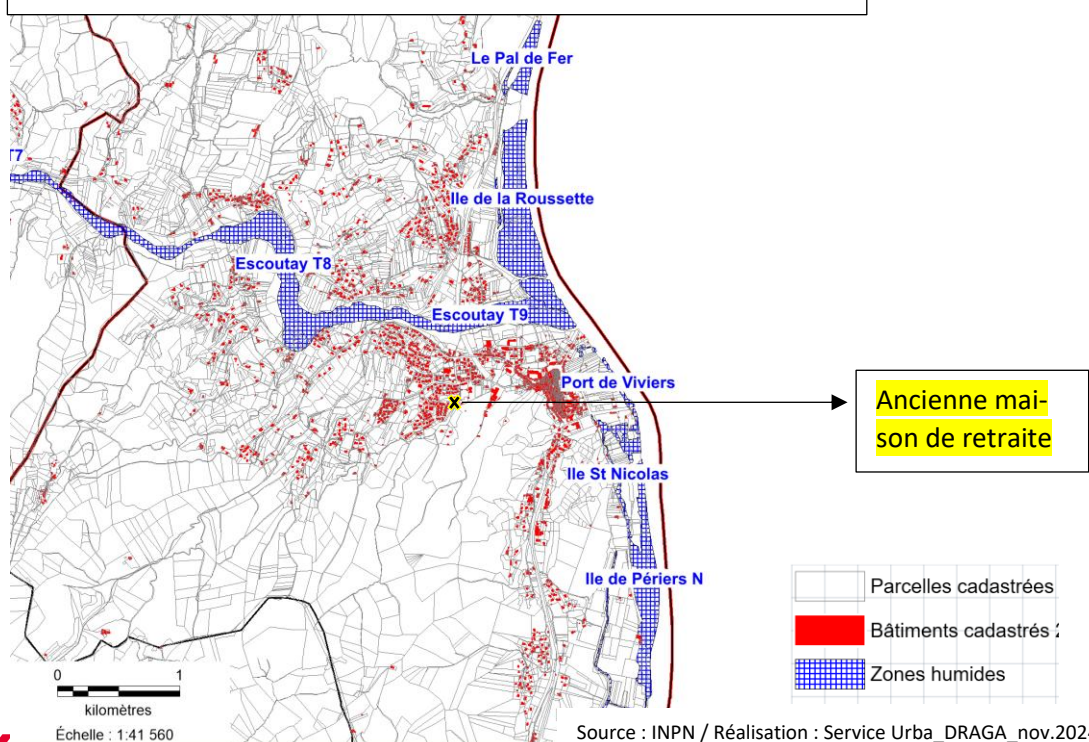 Le Pal de Fer
T7
Ile de la Roussette
Escoutay T8
Escoutay T9
Port de Viviers
Ancienne mai-
son de retraite
Ile St Nicolas
Ile de Périers N
Parcelles cadastrées
Bâtiments cadastrés
Zones humides
0 1
kilomètres
Échelle : 1:41 560
Source : INPN / Réalisation : Service Urba_DRAGA_nov.202